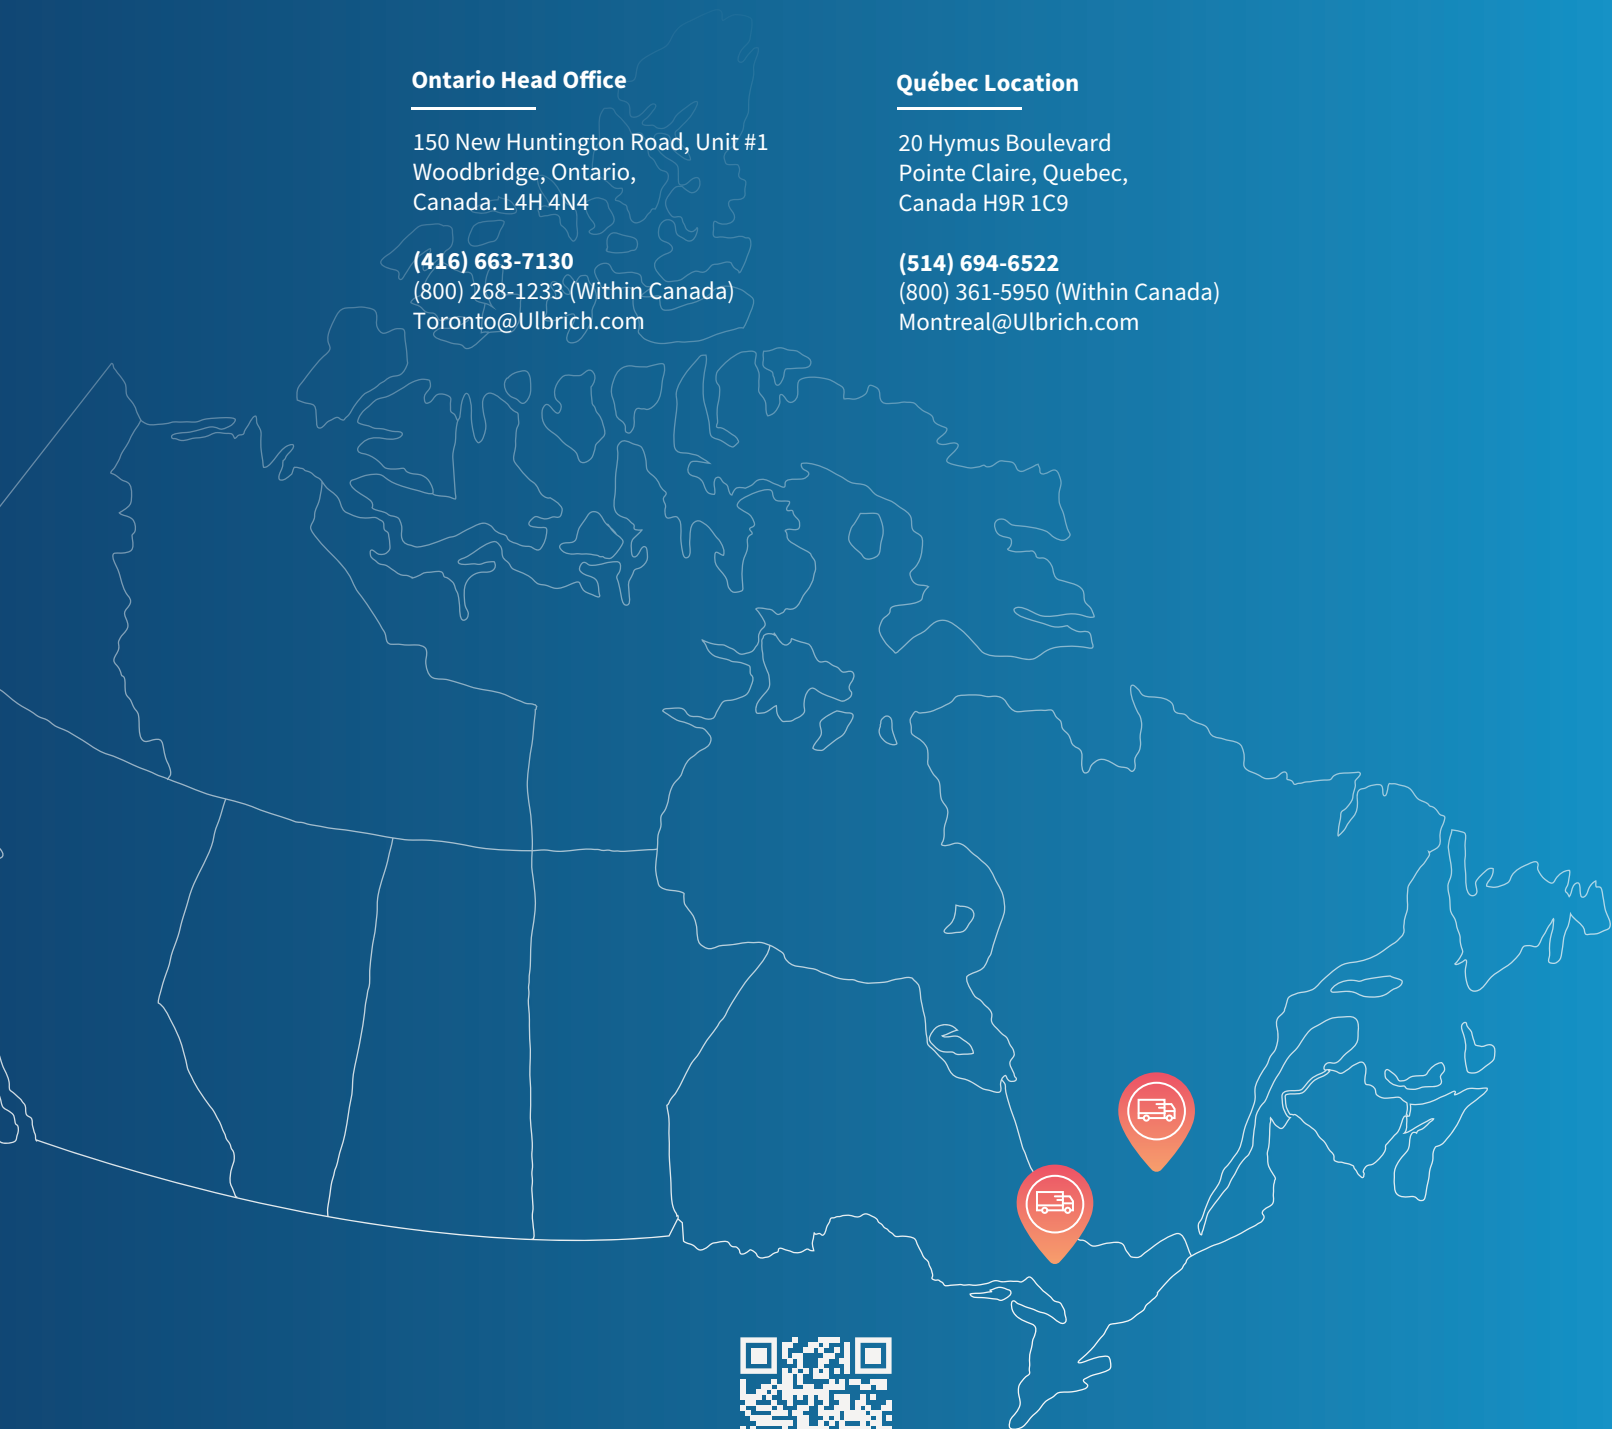 Ontario Head Office
150 New Huntington Road, Unit #1
Woodbridge, Ontario,
Canada. L4H 4N4
(416) 663-7130
(800) 268-1233 (Within Canada)
Toronto@Ulbrich.com
Québec Location
20 Hymus Boulevard
Pointe Claire, Quebec,
Canada H9R 1C9
(514) 694-6522
(800) 361-5950 (Within Canada)
Montreal@Ulbrich.com